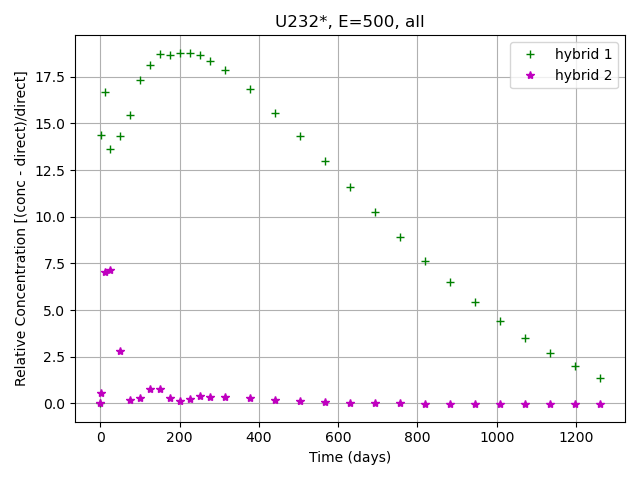 U232*, E=500, all
Relative Concentration [(conc - direct)/direct]
17.5
15.0
12.5
10.0
7.5
5.0
2.5
0.0
hybrid 1
hybrid 2
0 200 400 600 800 1000 1200
Time (days)